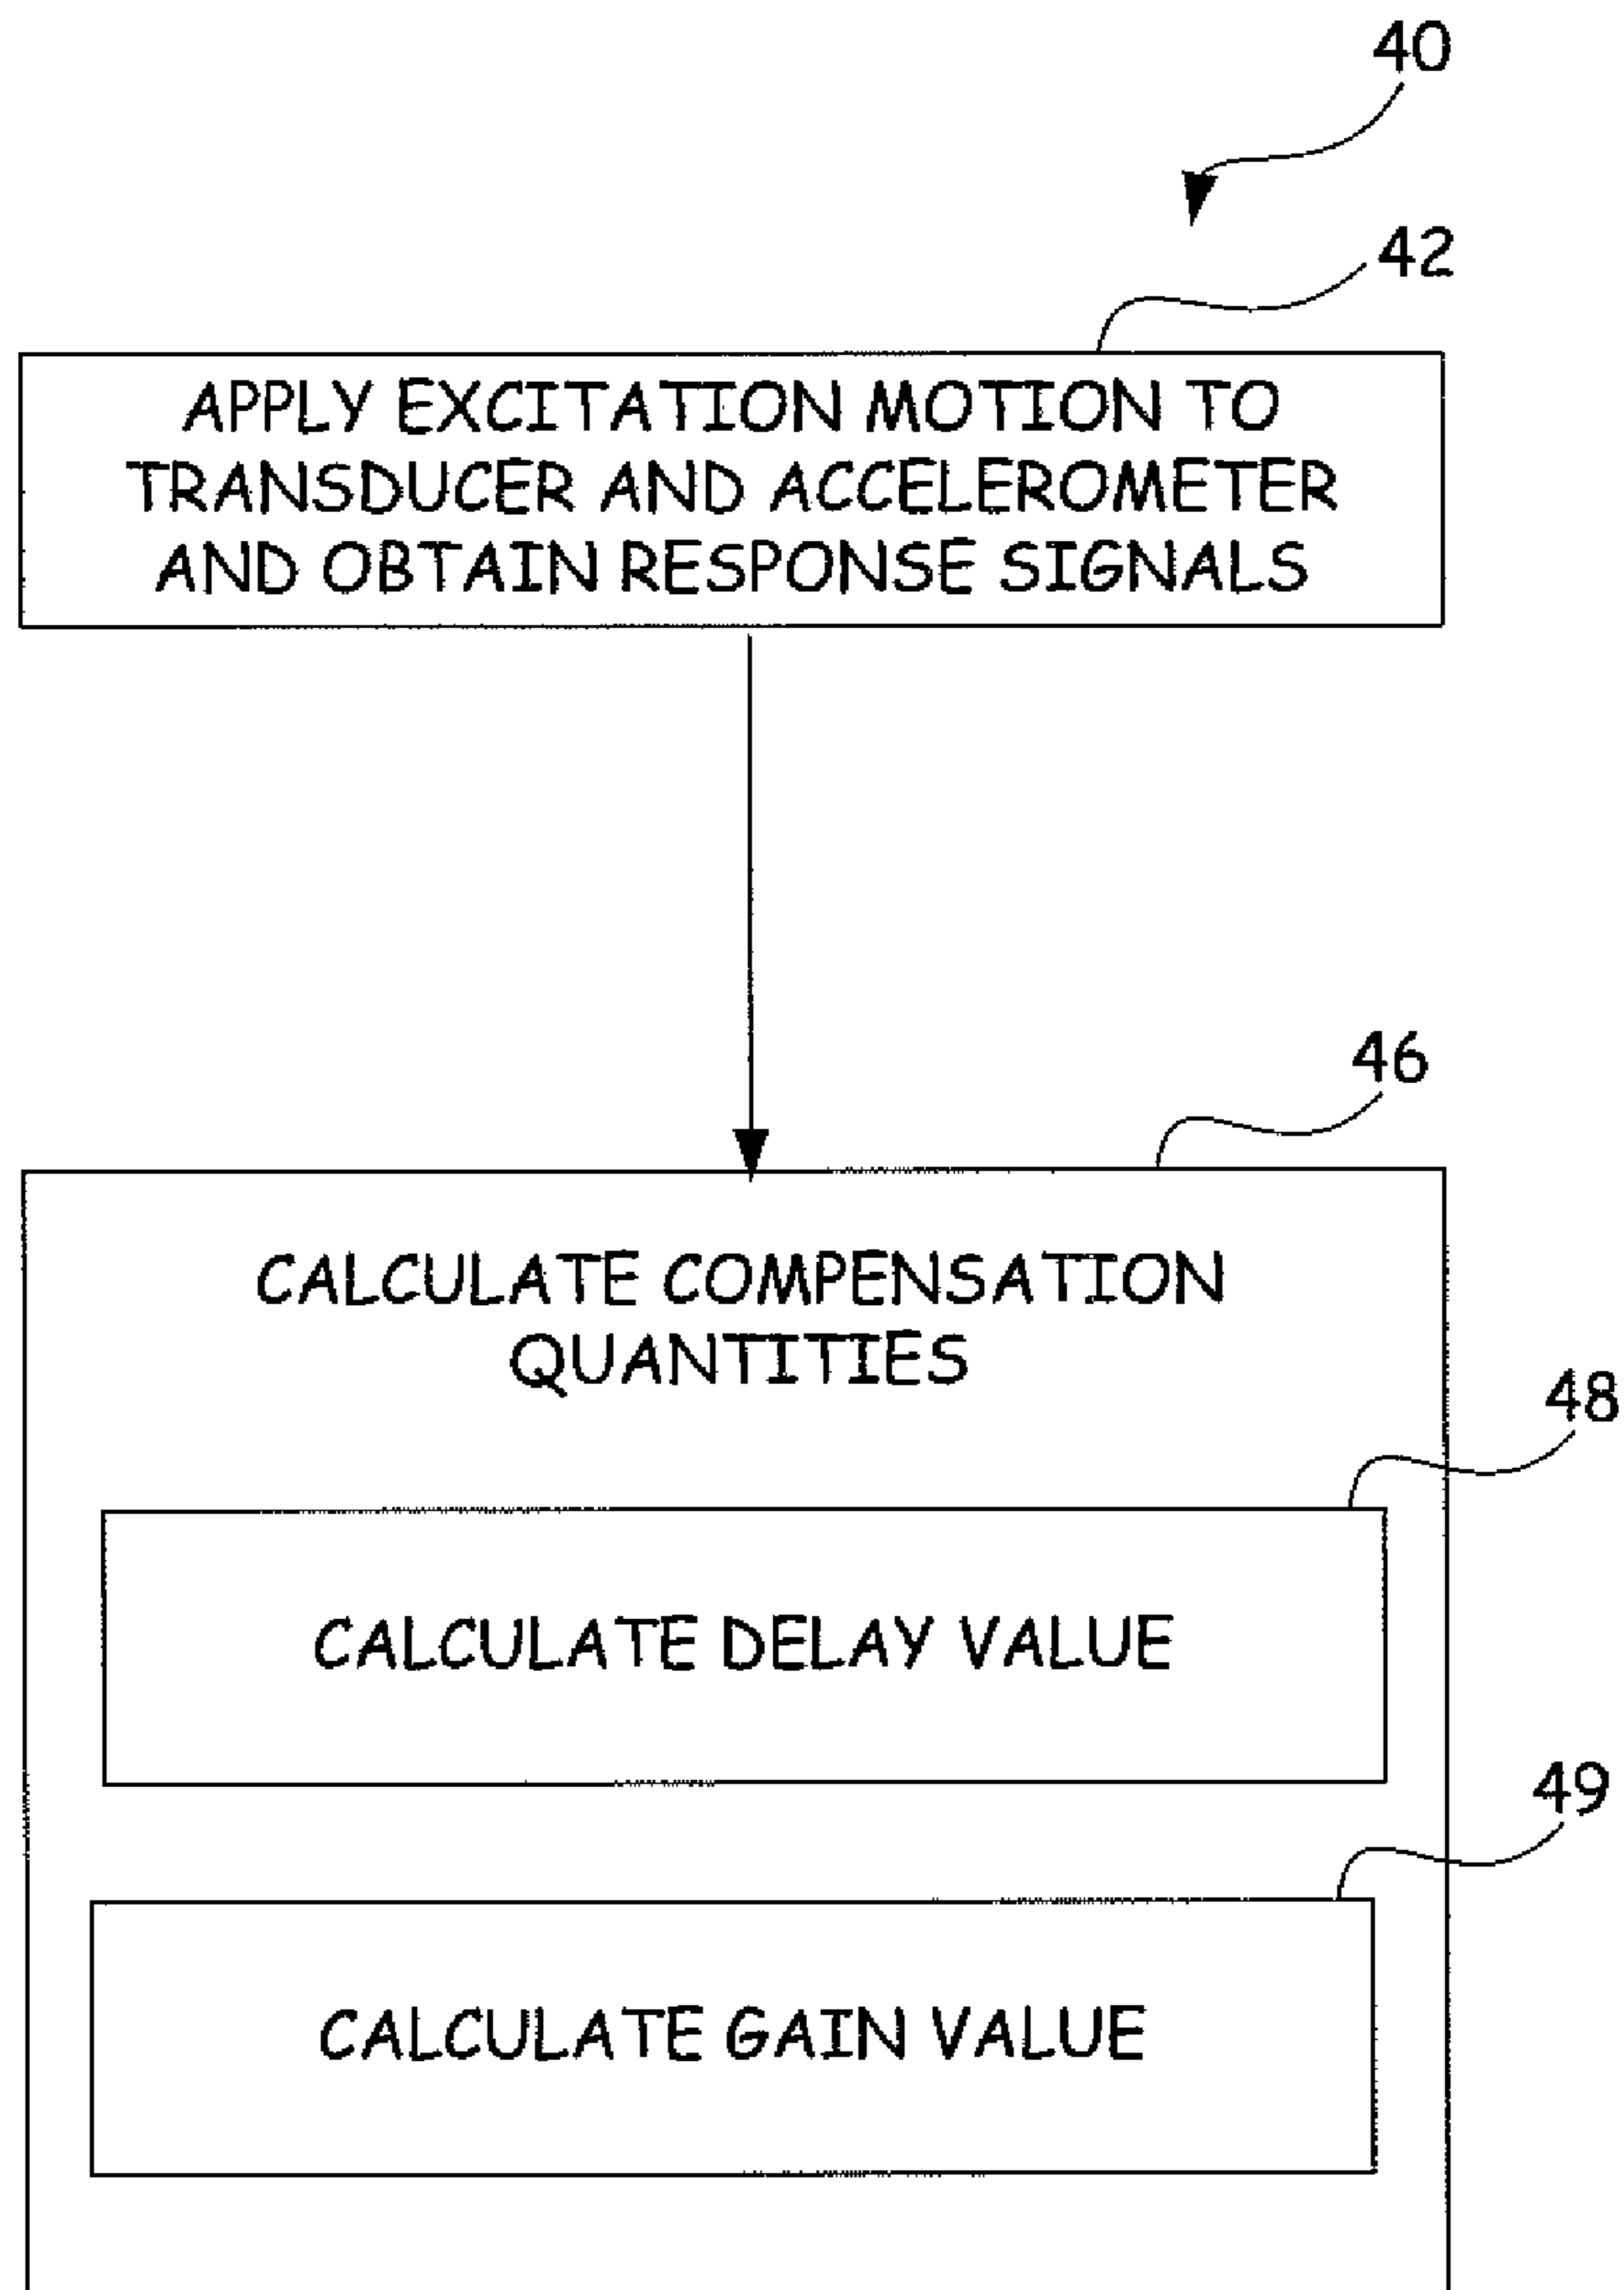 40
42
APPLY EXCITATION MOTION TO
TRANSDUCER AND ACCELEROMETER
AND OBTAIN RESPONSE SIGNALS
46
CALCULATE COMPENSATION
QUANTITIES
48
CALCULATE DELAY VALUE
49
CALCULATE GAIN VALUE